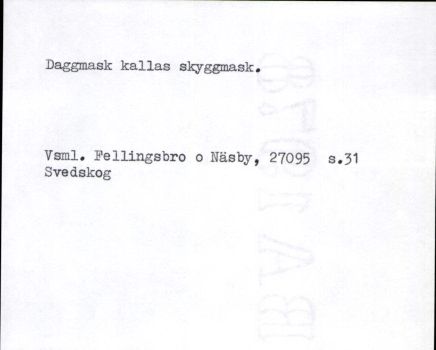 Daggmask kallas skyggmask.
Vsml. Fellingsbro o Näsby, 27095 s.31
Svedskog